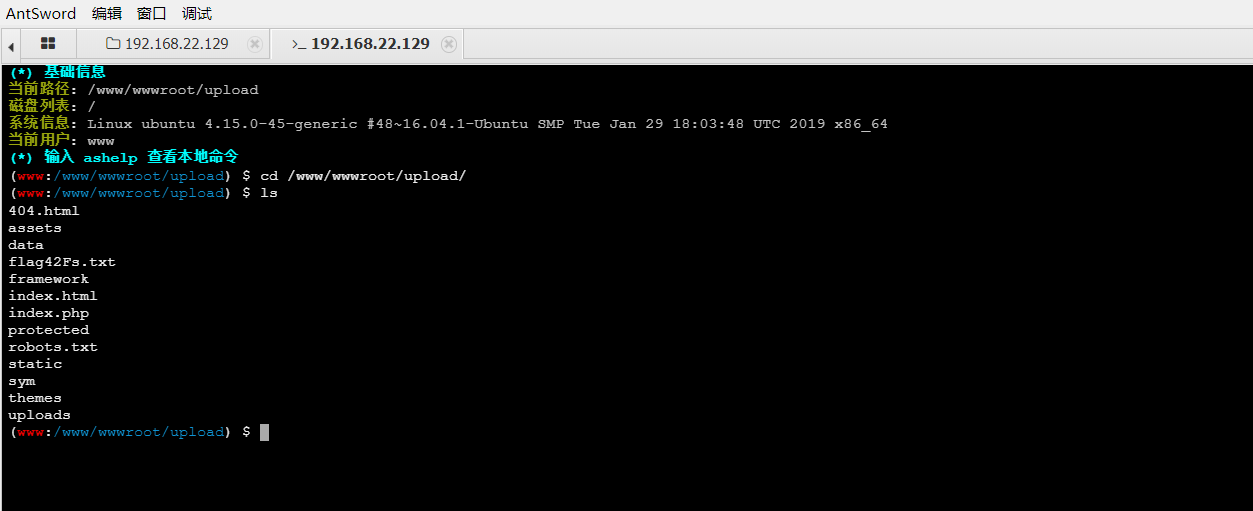 AntSword 编辑 窗口 调试
192.168.22.129 >_ 192.168.22.129
(*) 基础信息
当前路径: /www/wwwroot/upload
磁盘列表: /
系统信息: Linux ubuntu 4.15.0-45-generic #48~16.04.1-Ubuntu SMP Tue Jan 29 18:03:48 UTC 2019 x86_64
当前用户: www
(*) 输入 ashelp 查看本地命令
(www:/www/wwwroot/upload) $ cd /www/wwwroot/upload/
(www:/www/wwwroot/upload) $ ls
404.html
assets
data
flag42Fs.txt
framework
index.html
index.php
protected
robots.txt
static
sym
themes
uploads
(www:/www/wwwroot/upload) $